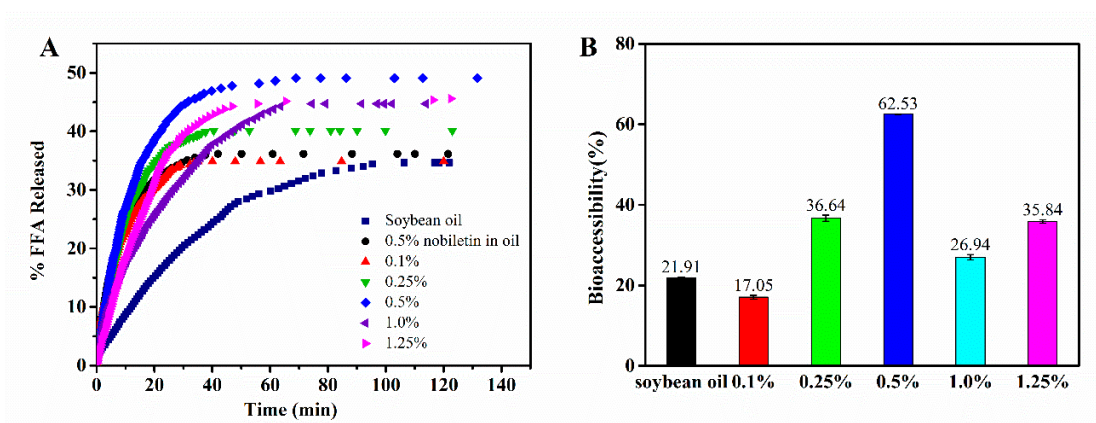 A
% FFA Released
50
40
30
20
10
0
0 20 40 60 80 100 120 140
Time (min)
Soybean oil
0.5% nobiletin in oil
0.1%
0.25%
0.5%
1.0%
1.25%
B
Bioaccessibility(%)
80
60
40
20
0
21.91
17.05
36.64
62.53
26.94
35.84
soybean oil 0.1% 0.25% 0.5% 1.0% 1.25%